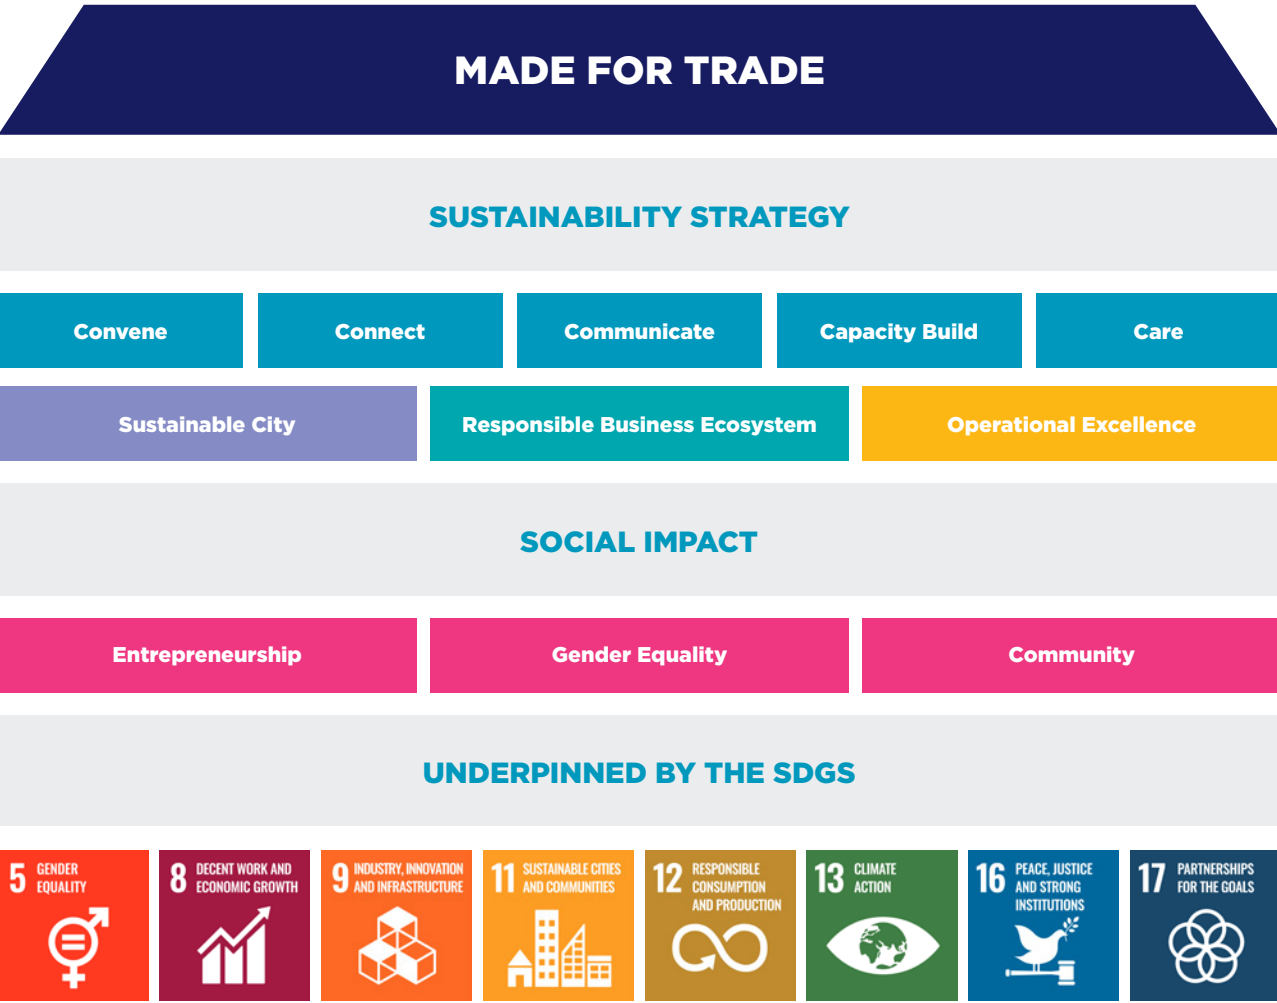 MADE FOR TRADE
SUSTAINABILITY STRATEGY
Convene
Connect
Communicate
Capacity Build
Care
Sustainable City
Responsible Business Ecosystem
Operational Excellence
SOCIAL IMPACT
Entrepreneurship
Gender Equality
Community
UNDERPINNED BY THE SDGS
5 GENDER
EQUALITY
8 DECENT WORK AND
ECONOMIC GROWTH
9 INDUSTRY, INNOVATION
AND INFRASTRUCTURE
11 SUSTAINABLE CITIES
AND COMMUNITIES
12 RESPONSIBLE
CONSUMPTION
AND PRODUCTION
13 CLIMATE
ACTION
16 PEACE, JUSTICE
AND STRONG
INSTITUTIONS
17 PARTNERSHIPS
FOR THE GOALS